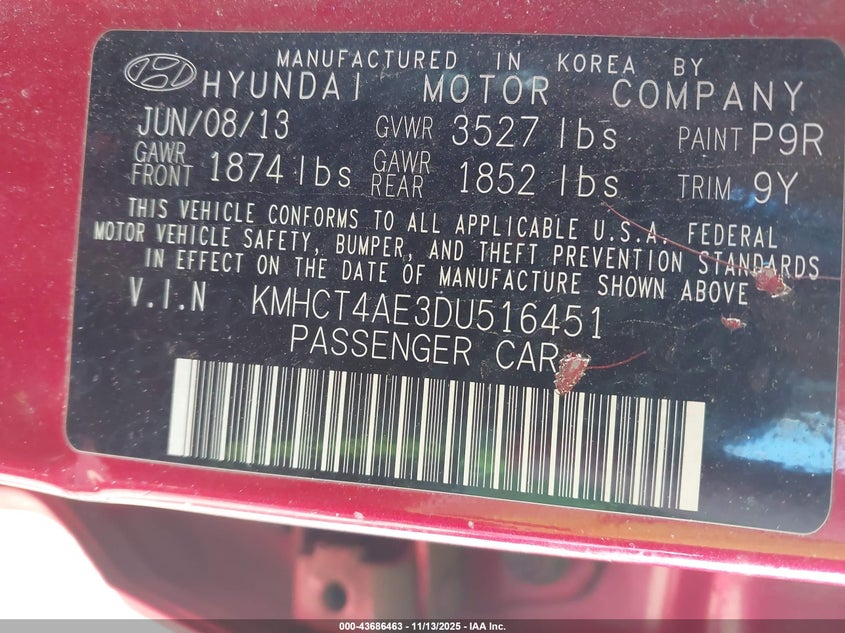 MANUFACTURED IN KOREA BY
HYUNDAI MOTOR COMPANY
JUN/08/13 GVWR 3527 lbs PAINT P9R
GAWR FRONT 1874 lbs GAWR REAR 1852 lbs TRIM 9Y
THIS VEHICLE CONFORMS TO ALL APPLICABLE U.S.A. FEDERAL
MOTOR VEHICLE SAFETY, BUMPER, AND THEFT PREVENTION STANDARDS
IN EFFECT ON THE DATE OF MANUFACTURE SHOWN ABOVE
V.I.N KMHCT4AE3DU516451
PASSENGER CAR
000-43686463 - 11/13/2025 - IAA Inc.